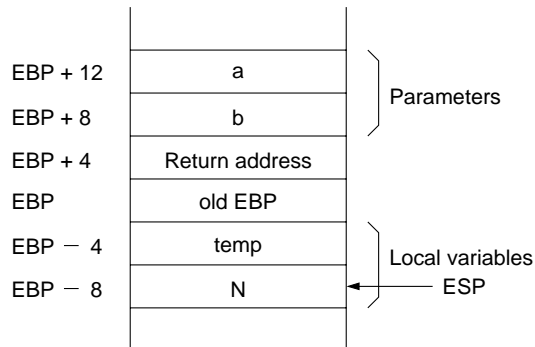 EBP + 12 a
Parameters
EBP + 8 b
EBP + 4 Return address
EBP old EBP
EBP − 4 temp
Local variables
EBP − 8 N ESP